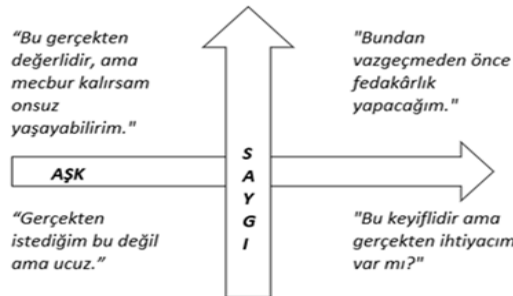 “Bu gerçekten
değerlidir, ama
mecbur kalırsam
onsuz
yaşayabilirim."
"Bundan
vazgeçmeden önce
fedakârlık
yapacağım."
AŞK
SAYGI
“Gerçekten
istediğim bu değil
ama ucuz.”
"Bu keyiflidir ama
gerçekten ihtiyacım
var mı?"